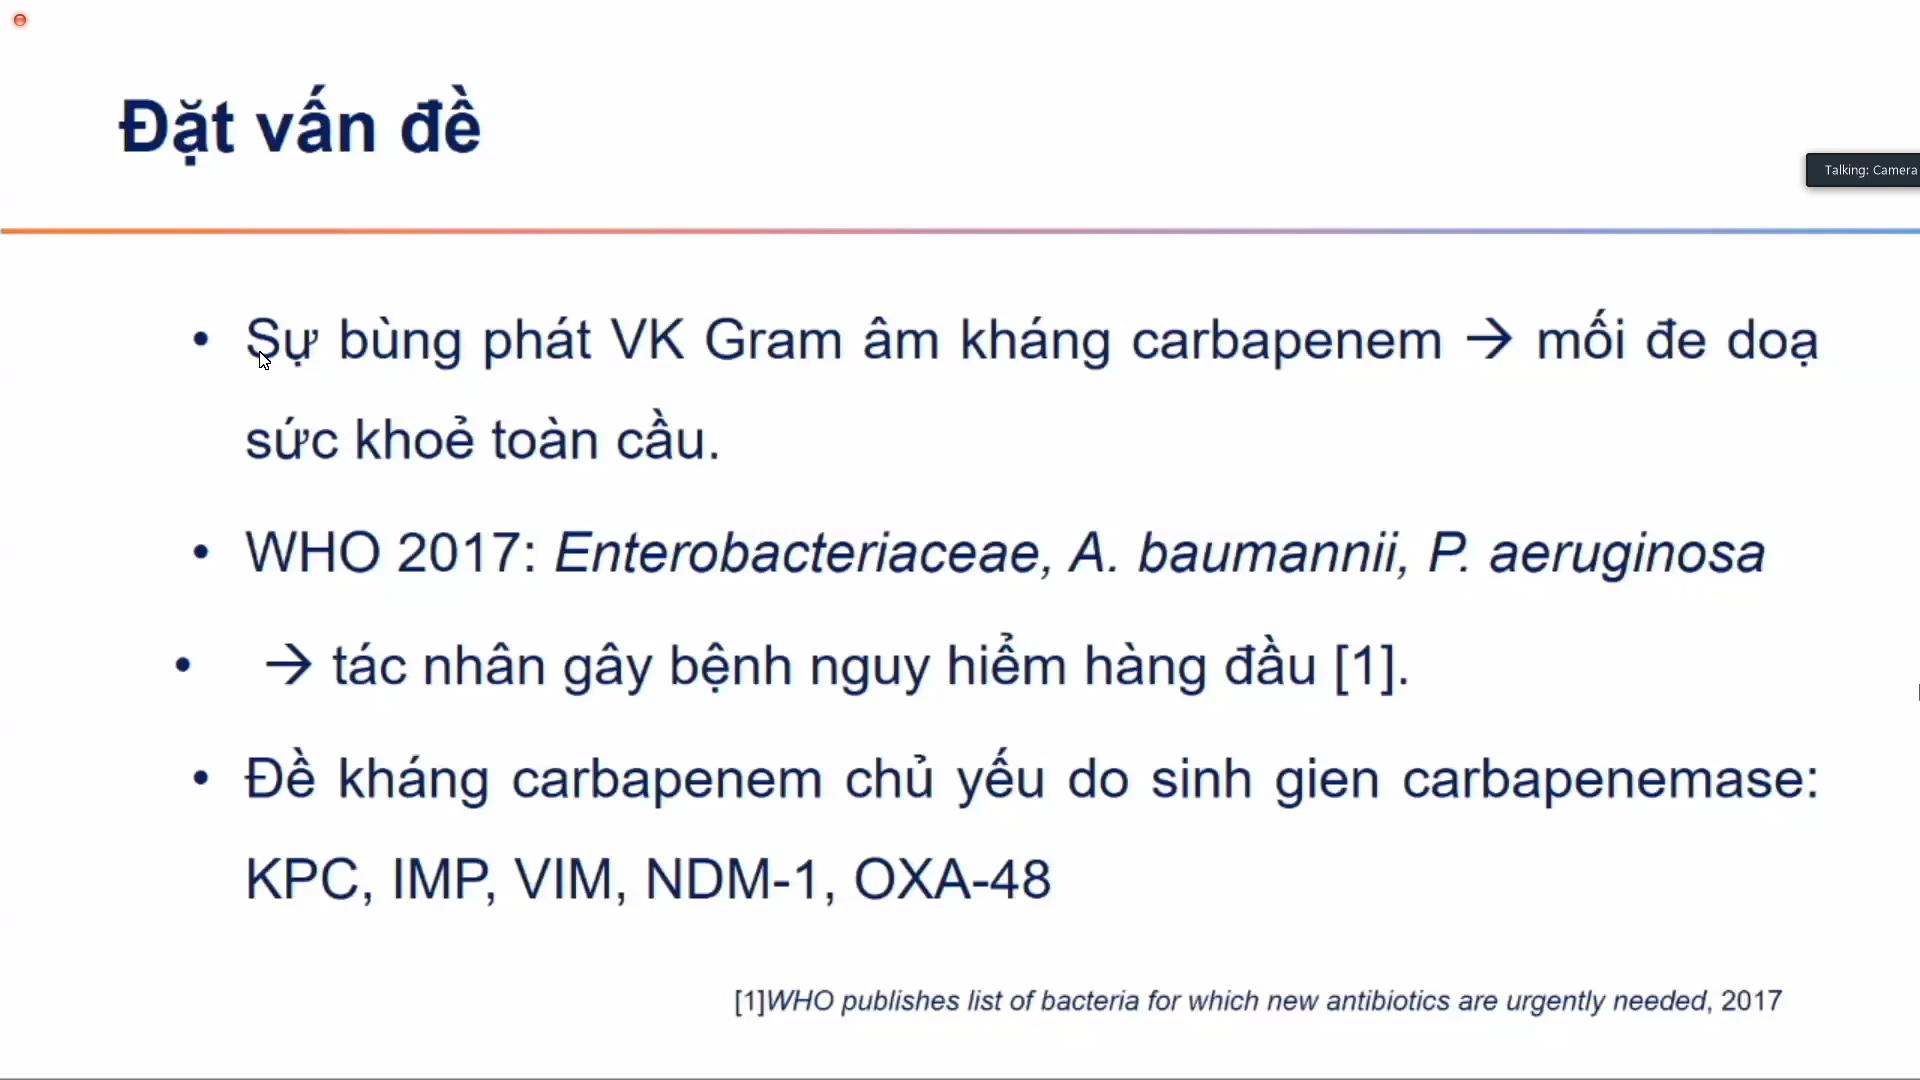 Đặt vấn đề
Talking: Camera
• Sự bùng phát VK Gram âm kháng carbapenem → mối đe doạ
sức khoẻ toàn cầu.
• WHO 2017: Enterobacteriaceae, A. baumannii, P. aeruginosa
• → tác nhân gây bệnh nguy hiểm hàng đầu [1].
• Đề kháng carbapenem chủ yếu do sinh gien carbapenemase:
KPC, IMP, VIM, NDM-1, OXA-48
[1]WHO publishes list of bacteria for which new antibiotics are urgently needed, 2017